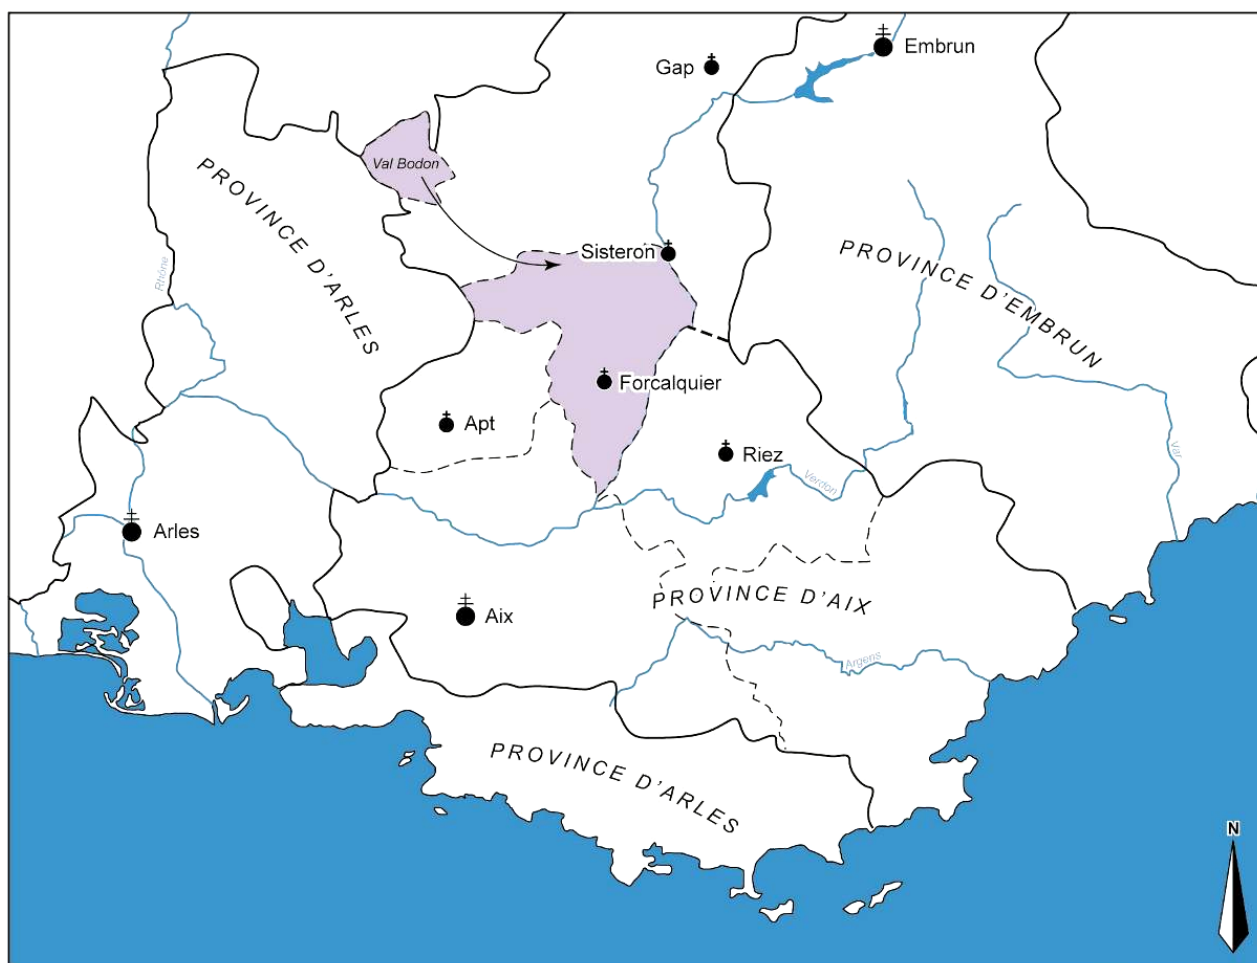 Embrun
Gap
Val Bodon
PROVINCE D'ARLES
Sisteron
PROVINCE D'EMBRUN
Rhône
Forcalquier
Apt
Riez
Var
Verdon
Arles
PROVINCE D'AIX
Aix
Argens
PROVINCE D'ARLES
N